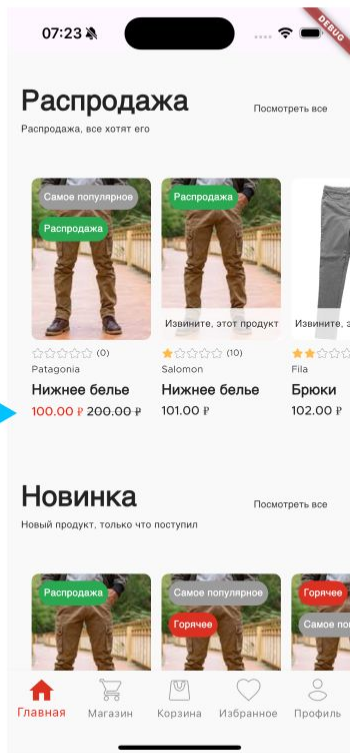 07:23
DEBUG
Распродажа
Посмотреть все
Распродажа, все хотят его
Самое популярное
Распродажа
Распродажа
Извините, этот продукт
Извините, э
(0)
(10)
Patagonia
Salomon
Fila
Нижнее белье
Нижнее белье
Брюки
100.00 ₽ 200.00 ₽
101.00 ₽
102.00 ₽
Новинка
Посмотреть все
Новый продукт, только что поступил
Распродажа
Самое популярное
Горячее
Горячее
Самое по
Главная
Магазин
Корзина
Избранное
Профиль